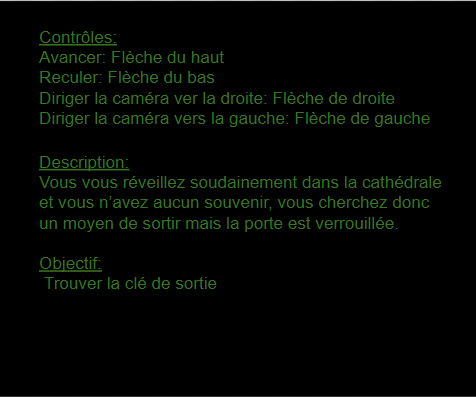 Contrôles:
Avancer: Flèche du haut
Reculer: Flèche du bas
Diriger la caméra ver la droite: Flèche de droite
Diriger la caméra vers la gauche: Flèche de gauche
Description:
Vous vous réveillez soudainement dans la cathédrale
et vous n’avez aucun souvenir, vous cherchez donc
un moyen de sortir mais la porte est verrouillée.
Objectif:
Trouver la clé de sortie